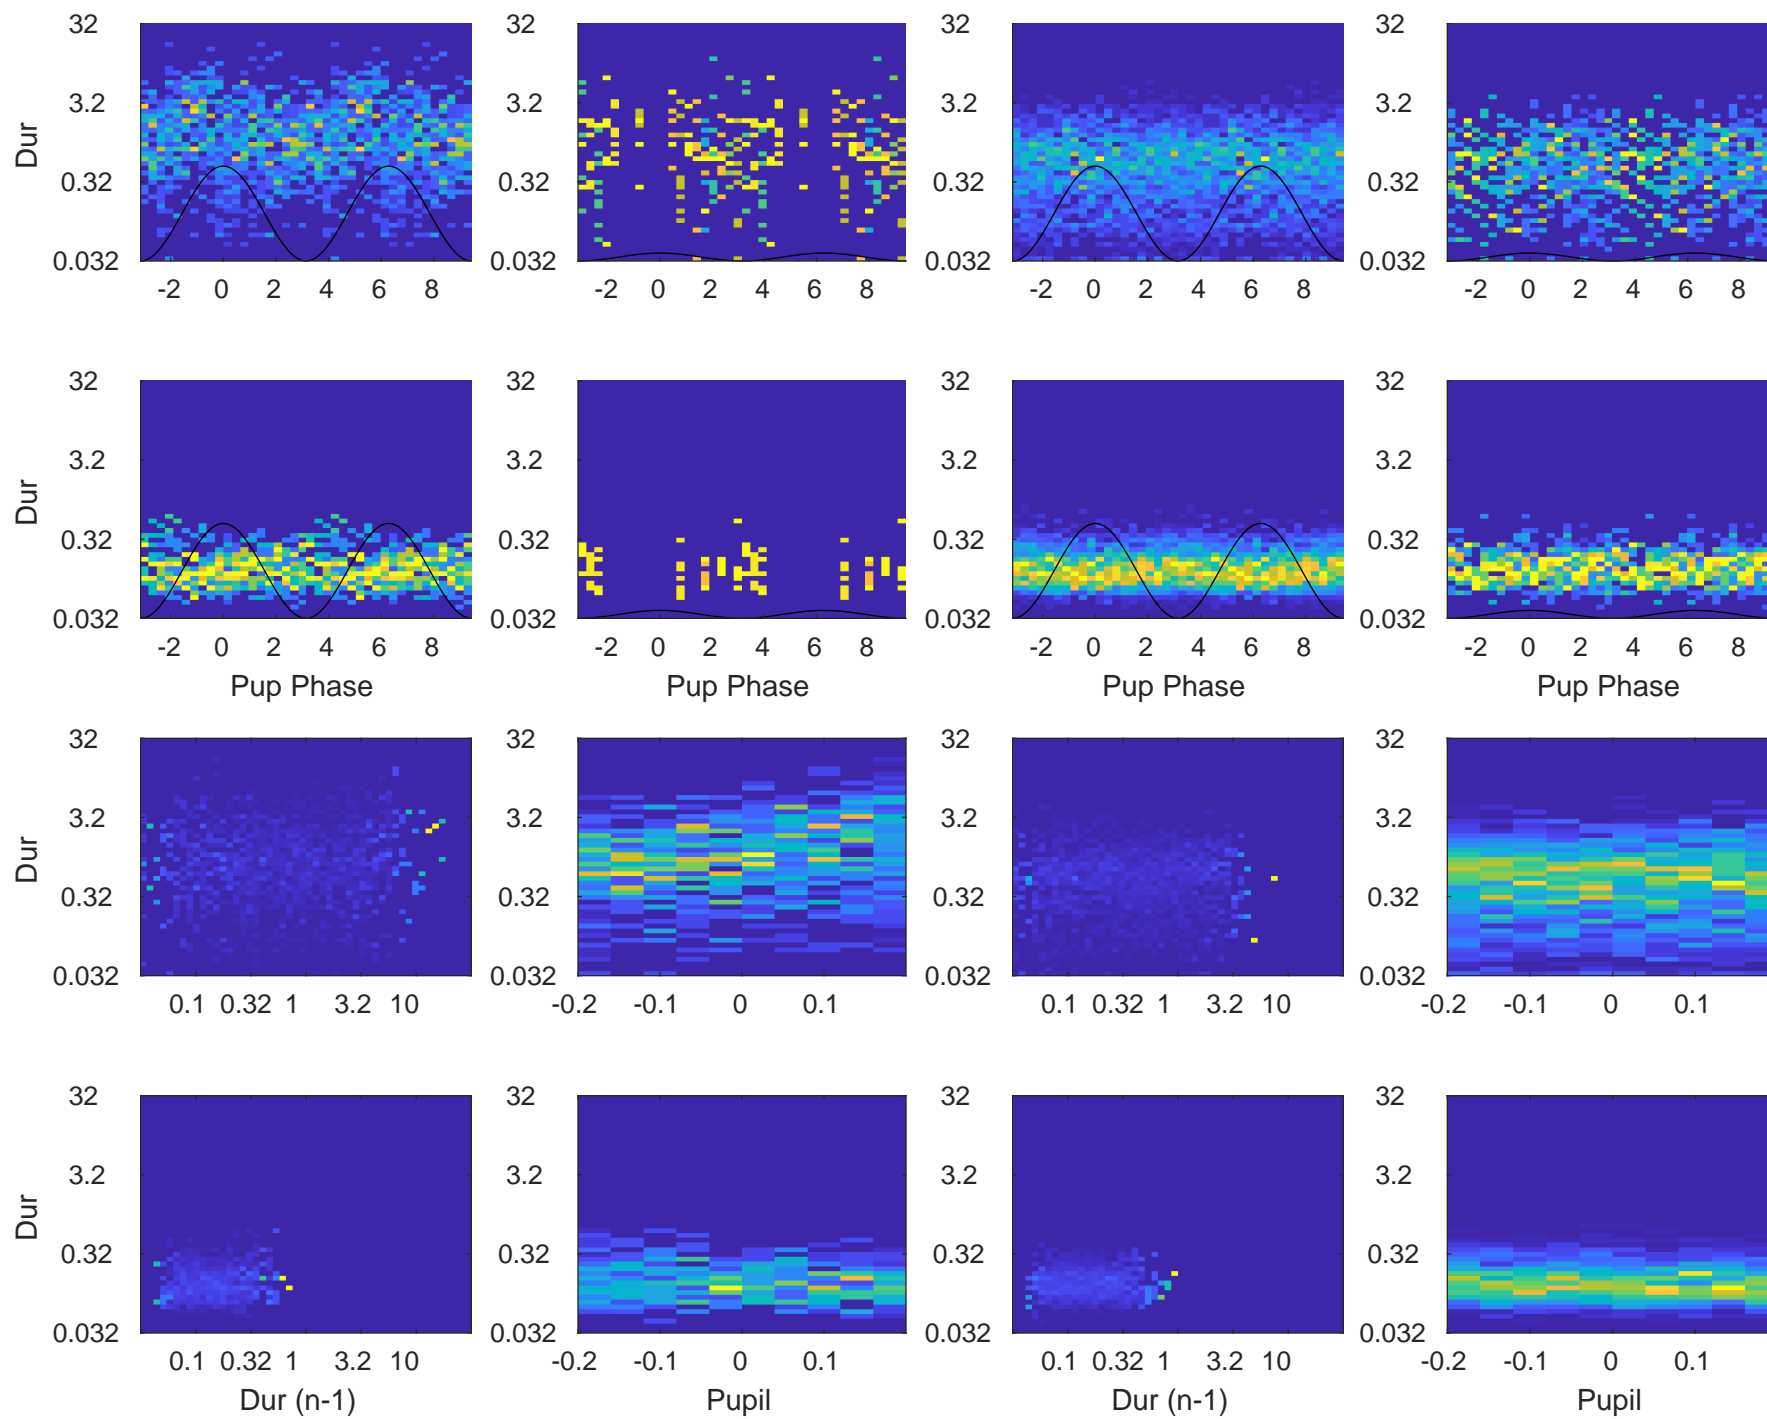 32 32 32 32
Dur 3.2 3.2 3.2 3.2
0.32 0.32 0.32 0.32
0.032 0.032 0.032 0.032
-2 0 2 4 6 8 -2 0 2 4 6 8 -2 0 2 4 6 8 -2 0 2 4 6 8
32 32 32 32
Dur 3.2 3.2 3.2 3.2
0.32 0.32 0.32 0.32
0.032 0.032 0.032 0.032
-2 0 2 4 6 8 -2 0 2 4 6 8 -2 0 2 4 6 8 -2 0 2 4 6 8
Pup Phase Pup Phase Pup Phase Pup Phase
32 32 32 32
Dur 3.2 3.2 3.2 3.2
0.32 0.32 0.32 0.32
0.032 0.032 0.032 0.032
0.1 0.32 1 3.2 10 -0.2 -0.1 0 0.1 0.1 0.32 1 3.2 10 -0.2 -0.1 0 0.1
32 32 32 32
Dur 3.2 3.2 3.2 3.2
0.32 0.32 0.32 0.32
0.032 0.032 0.032 0.032
0.1 0.32 1 3.2 10 -0.2 -0.1 0 0.1 0.1 0.32 1 3.2 10 -0.2 -0.1 0 0.1
Dur (n-1) Pupil Dur (n-1) Pupil